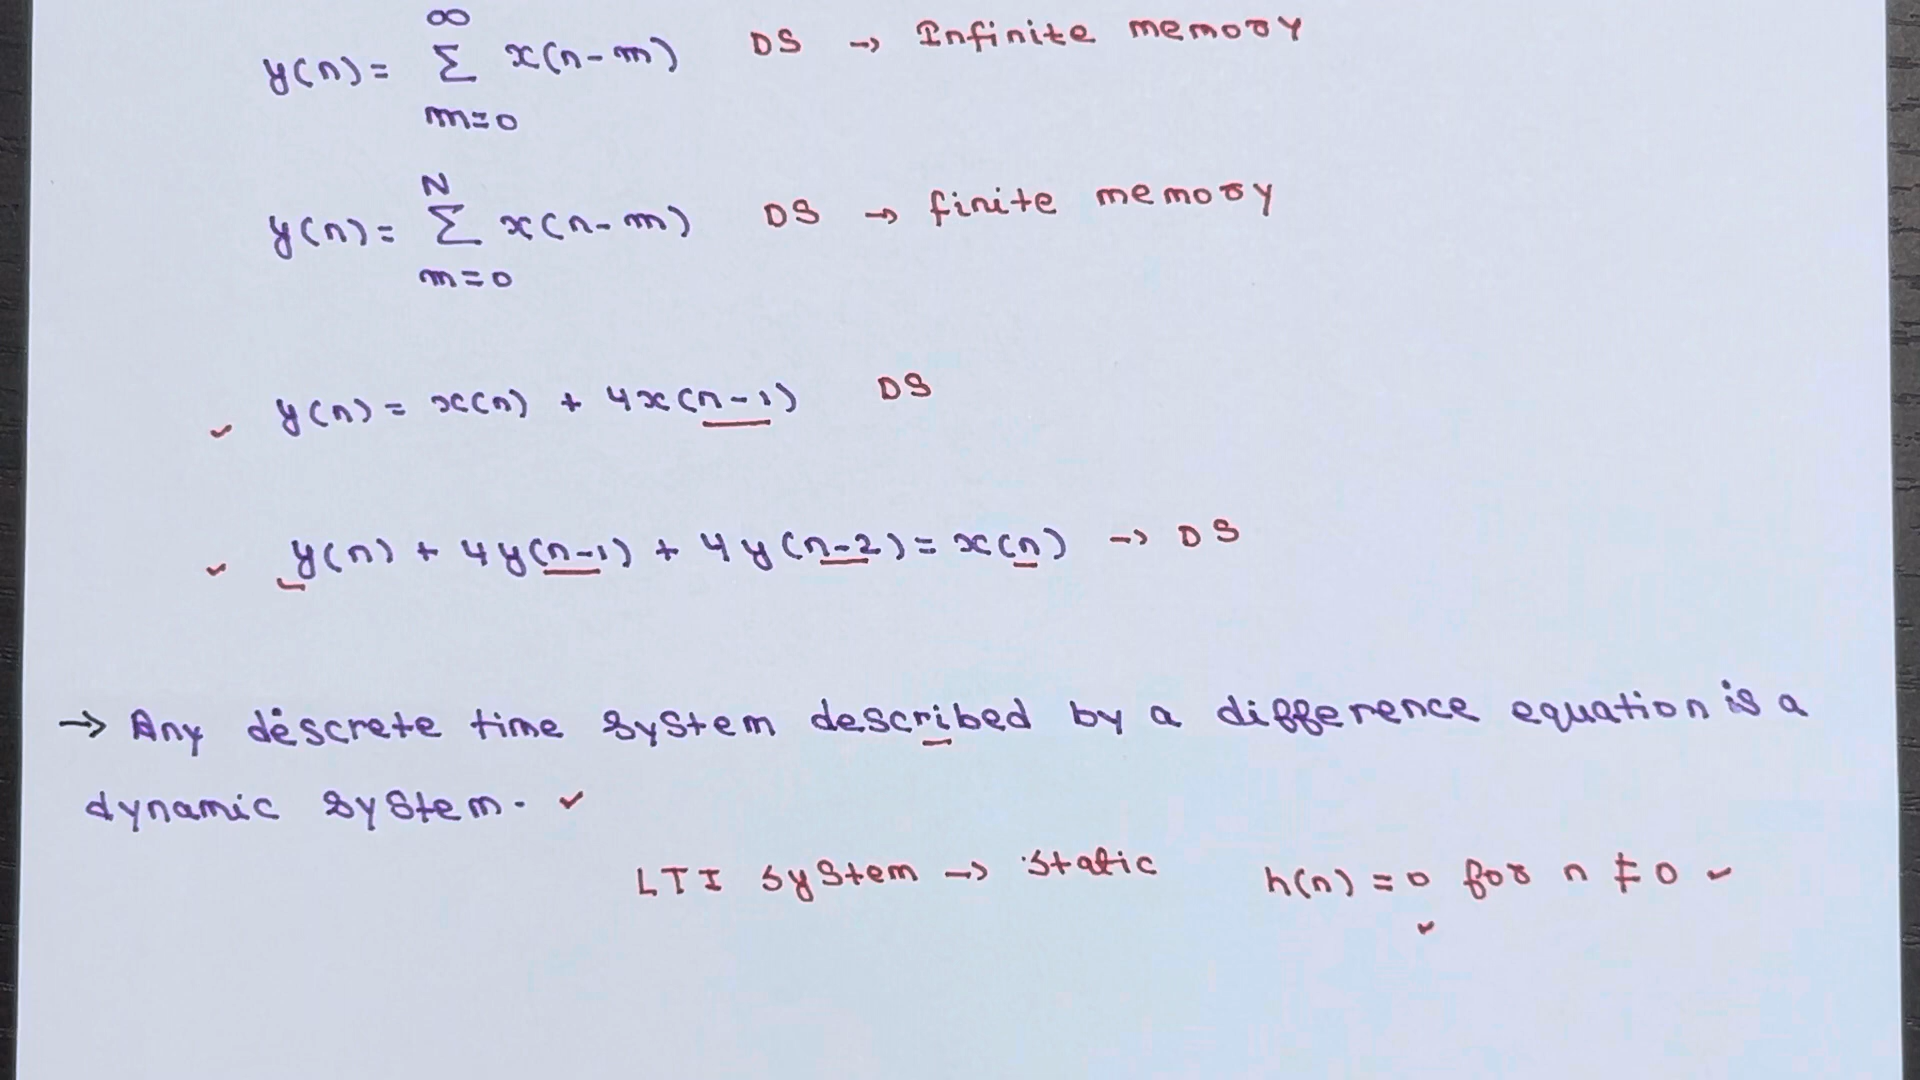 y(n) = ∞ Σ m=0 x(n-m) DS → Infinite memory
y(n) = N Σ m=0 x(n-m) DS → finite memory
y(n) = x(n) + 4x(n-1) DS
y(n) + 4y(n-1) + 4y(n-2) = x(n) → DS
→ Any discrete time system described by a difference equation is a
dynamic system.
LTI system → static h(n) = 0 for n ≠ 0